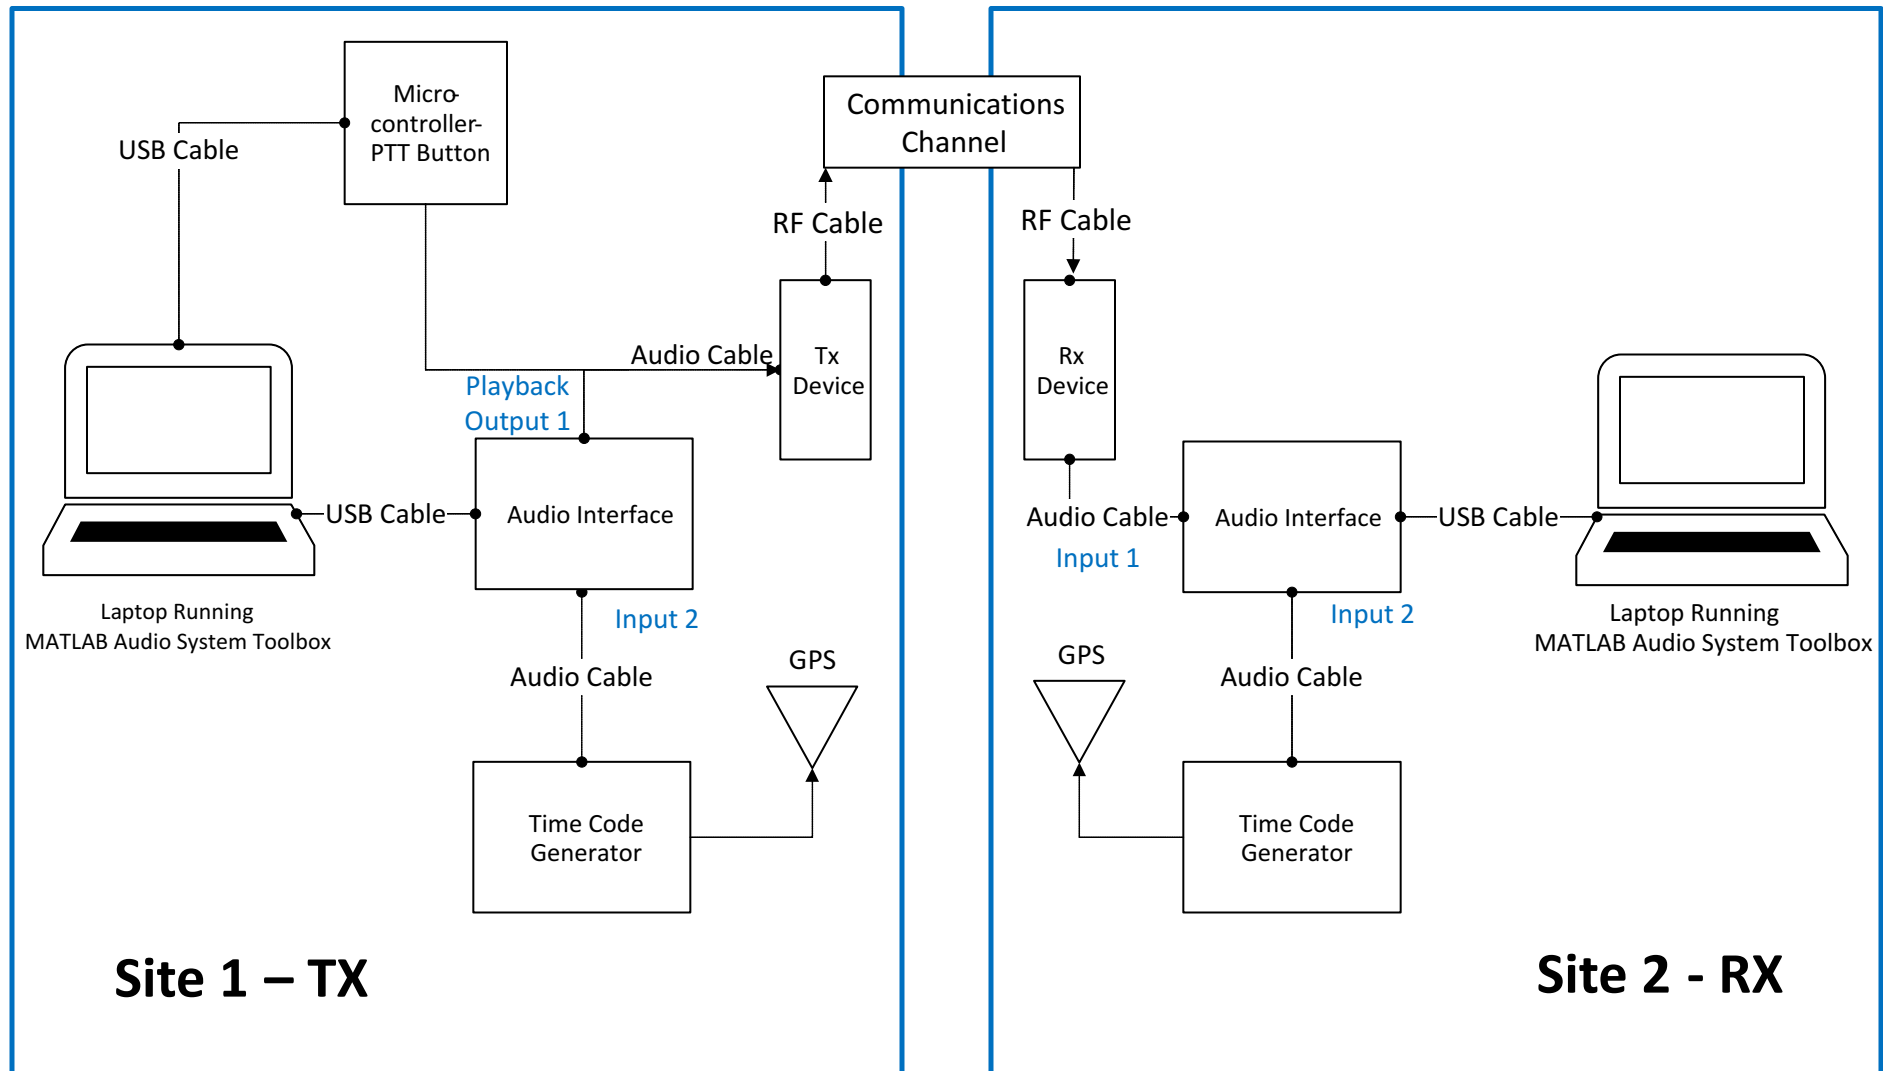 Micro-
controller-
PTT Button
USB Cable
Communications
Channel
RF Cable
RF Cable
Audio Cable
Tx
Device
Rx
Device
Playback
Output 1
USB Cable
Audio Interface
Audio Cable
Input 1
Audio Interface
USB Cable
Laptop Running
MATLAB Audio System Toolbox
Input 2
Input 2
Laptop Running
MATLAB Audio System Toolbox
Audio Cable
GPS
GPS
Audio Cable
Time Code
Generator
Time Code
Generator
Site 1 – TX
Site 2 - RX